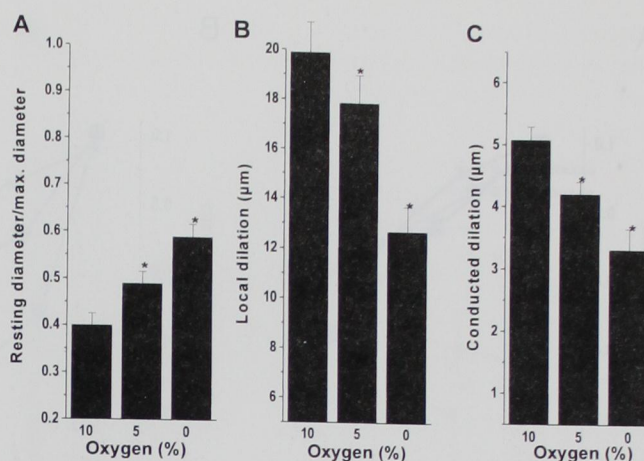 A
Resting diameter/max. diameter
1.0
0.9
0.8
0.7
0.6
0.5
0.4
0.3
0.2
*
*
10 5 0
Oxygen (%)
B
Local dilation (µm)
20
18
16
14
12
10
8
6
*
*
10 5 0
Oxygen (%)
C
Conducted dilation (µm)
6
5
4
3
2
1
*
*
10 5 0
Oxygen (%)